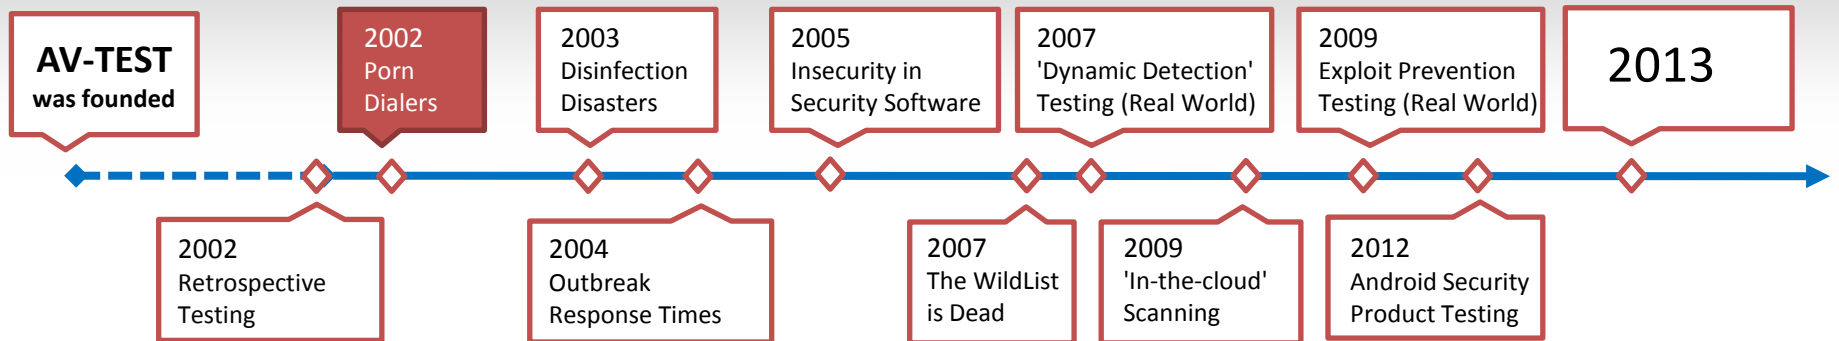 AV-TEST
was founded
2002
Porn
Dialers
2003
Disinfection
Disasters
2005
Insecurity in
Security Software
2007
'Dynamic Detection'
Testing (Real World)
2009
Exploit Prevention
Testing (Real World)
2013
2002
Retrospective
Testing
2004
Outbreak
Response Times
2007
The WildList
is Dead
2009
'In-the-cloud'
Scanning
2012
Android Security
Product Testing